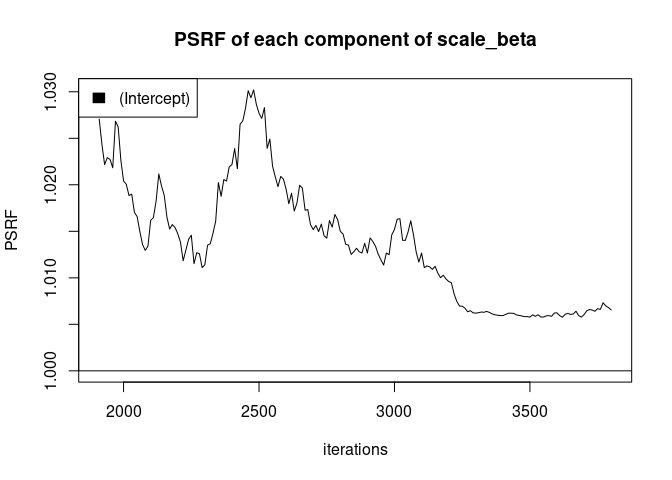 PSRF of each component of scale_beta
(Intercept)
PSRF
1.030
1.020
1.010
1.000
2000 2500 3000 3500
iterations